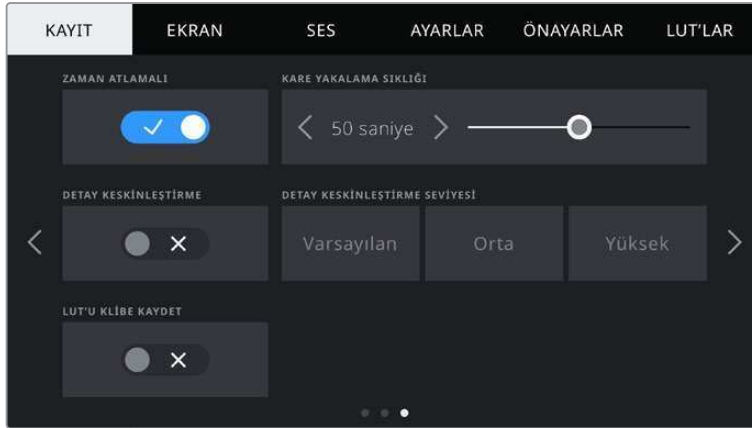 KAYIT EKRAN SES AYARLAR ÖNAYARLAR LUT'LAR
ZAMAN ATLAMALI KARE YAKALAMA SIKLIĞI
50 saniye
DETAY KESKİNLEŞTİRME DETAY KESKİNLEŞTİRME SEVİYESİ
Varsayılan Orta Yüksek
LUT'U KLİBE KAYDET